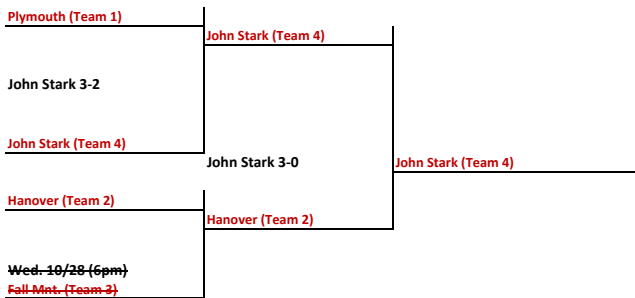 Plymouth (Team 1)
John Stark (Team 4)
John Stark 3-2
John Stark (Team 4)
John Stark 3-0
John Stark (Team 4)
Hanover (Team 2)
Hanover (Team 2)
Wed. 10/28 (6pm)
Fall Mnt. (Team 3)